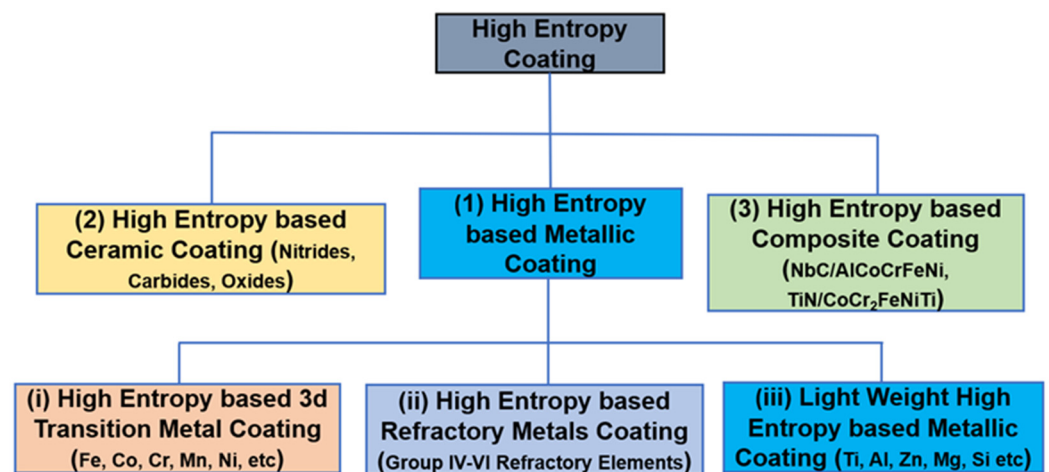 High Entropy
Coating
(2) High Entropy based
Ceramic Coating (Nitrides,
Carbides, Oxides)
(1) High Entropy
based Metallic
Coating
(3) High Entropy based
Composite Coating
(NbC/AlCoCrFeNi,
TiN/CoCr₂FeNiTi)
(i) High Entropy based 3d
Transition Metal Coating
(Fe, Co, Cr, Mn, Ni, etc)
(ii) High Entropy based
Refractory Metals Coating
(Group IV-VI Refractory Elements)
(iii) Light Weight High
Entropy based Metallic
Coating (Ti, Al, Zn, Mg, Si etc)